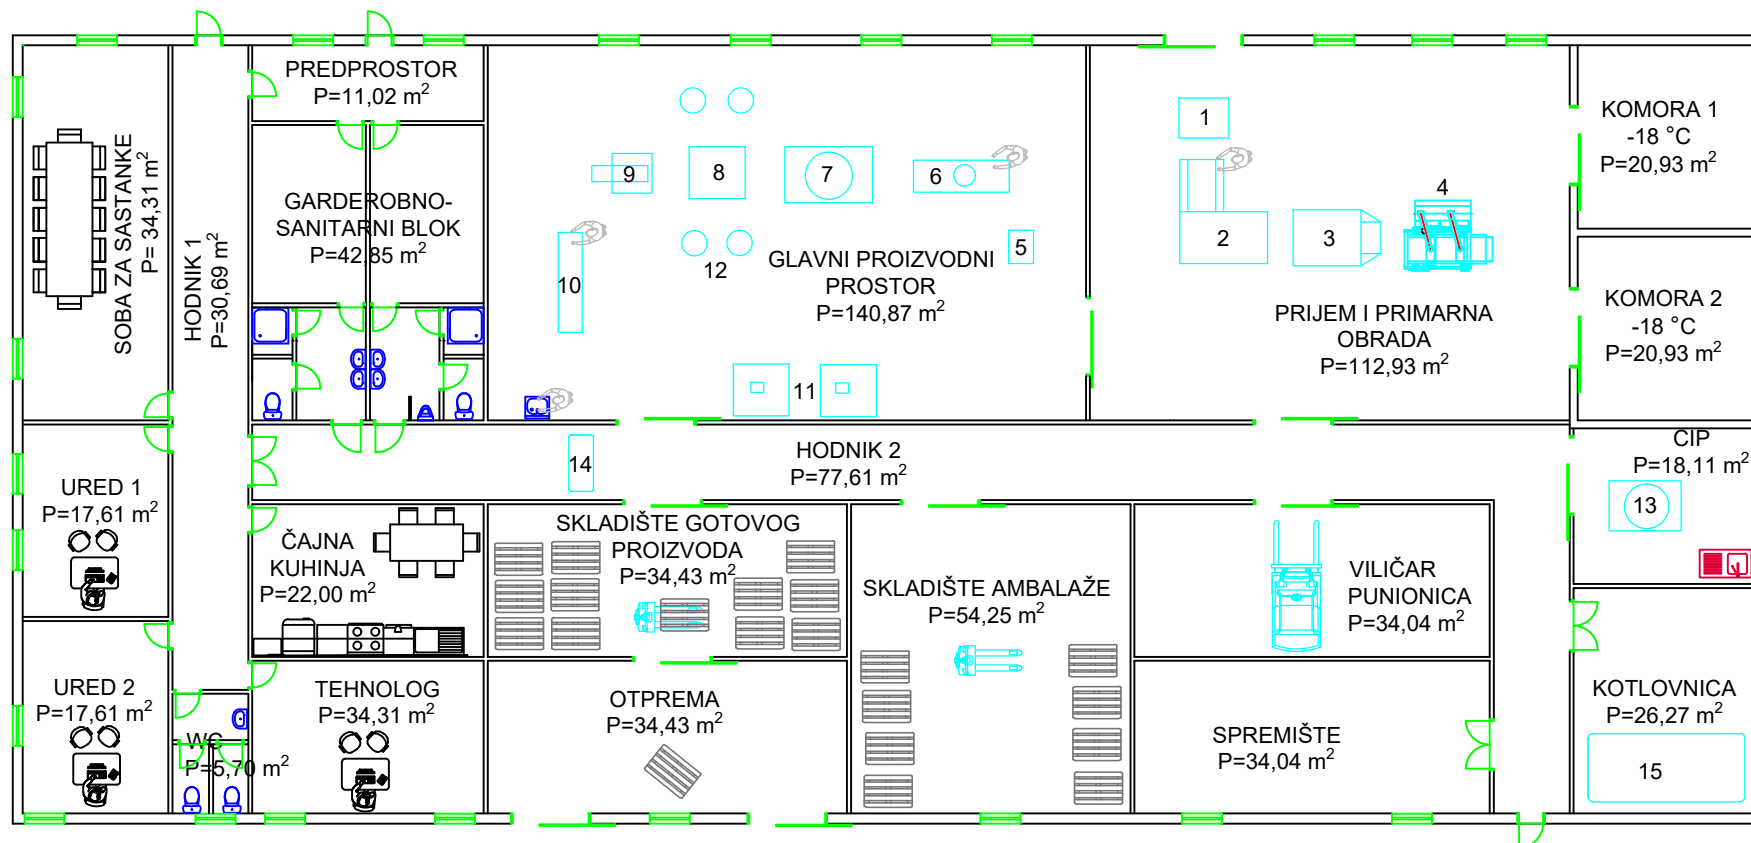 PREDPROSTOR
P=11,02 m²
SOBA ZA SASTANKE
P= 34,31 m²
HODNIK 1
P=30,69 m²
GARDEROBNO-
SANITARNI BLOK
P=42,85 m²
9
8
7
6
5
10
12
11
GLAVNI PROIZVODNI
PROSTOR
P=140,87 m²
1
2
3
4
PRIJEM I PRIMARNA
OBRADA
P=112,93 m²
KOMORA 1
-18 °C
P=20,93 m²
KOMORA 2
-18 °C
P=20,93 m²
CIP
P=18,11 m²
13
HODNIK 2
P=77,61 m²
14
URED 1
P=17,61 m²
ČAJNA
KUHINJA
P=22,00 m²
SKLADIŠTE GOTOVOG
PROIZVODA
P=34,43 m²
SKLADIŠTE AMBALAŽE
P=54,25 m²
VILIČAR
PUNIONICA
P=34,04 m²
URED 2
P=17,61 m²
WC
P=5,70 m²
TEHNOLOG
P=34,31 m²
OTPREMA
P=34,43 m²
SPREMIŠTE
P=34,04 m²
KOTLOVNICA
P=26,27 m²
15